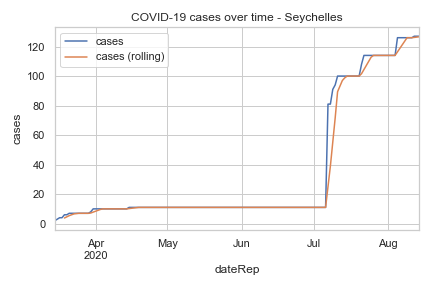 COVID-19 cases over time - Seychelles
cases
cases (rolling)
120
100
80
60
40
20
0
cases
Apr
2020
May
Jun
Jul
Aug
dateRep